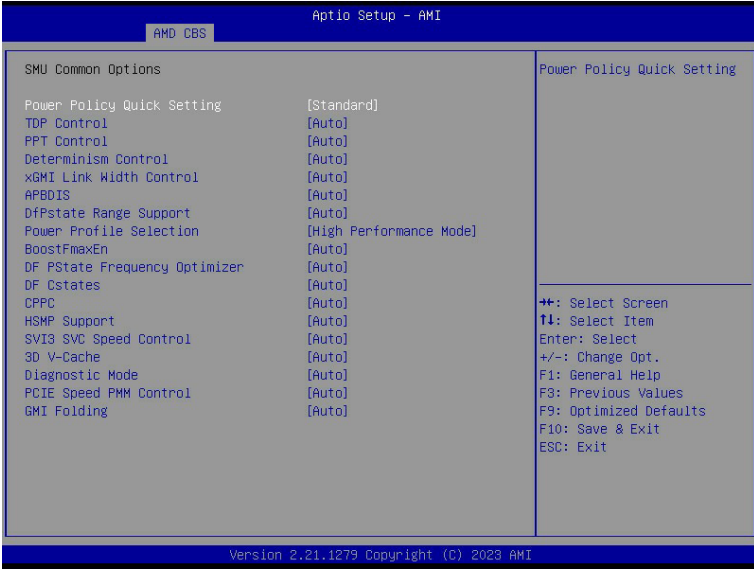 Aptio Setup - AMI
AMD CBS
SMU Common Options
Power Policy Quick Setting [Standard]
TDP Control [Auto]
PPT Control [Auto]
Determinism Control [Auto]
xGMI Link Width Control [Auto]
APBDIS [Auto]
DfPstate Range Support [Auto]
Power Profile Selection [High Performance Mode]
BoostFmaxEn [Auto]
DF PState Frequency Optimizer [Auto]
DF Cstates [Auto]
CPPC [Auto]
HSMP Support [Auto]
SVI3 SVC Speed Control [Auto]
3D V-Cache [Auto]
Diagnostic Mode [Auto]
PCIE Speed PMM Control [Auto]
GMI Folding [Auto]
Power Policy Quick Setting
→←: Select Screen
↑↓: Select Item
Enter: Select
+/-: Change Opt.
F1: General Help
F3: Previous Values
F9: Optimized Defaults
F10: Save & Exit
ESC: Exit
Version 2.21.1279 Copyright (C) 2023 AMI